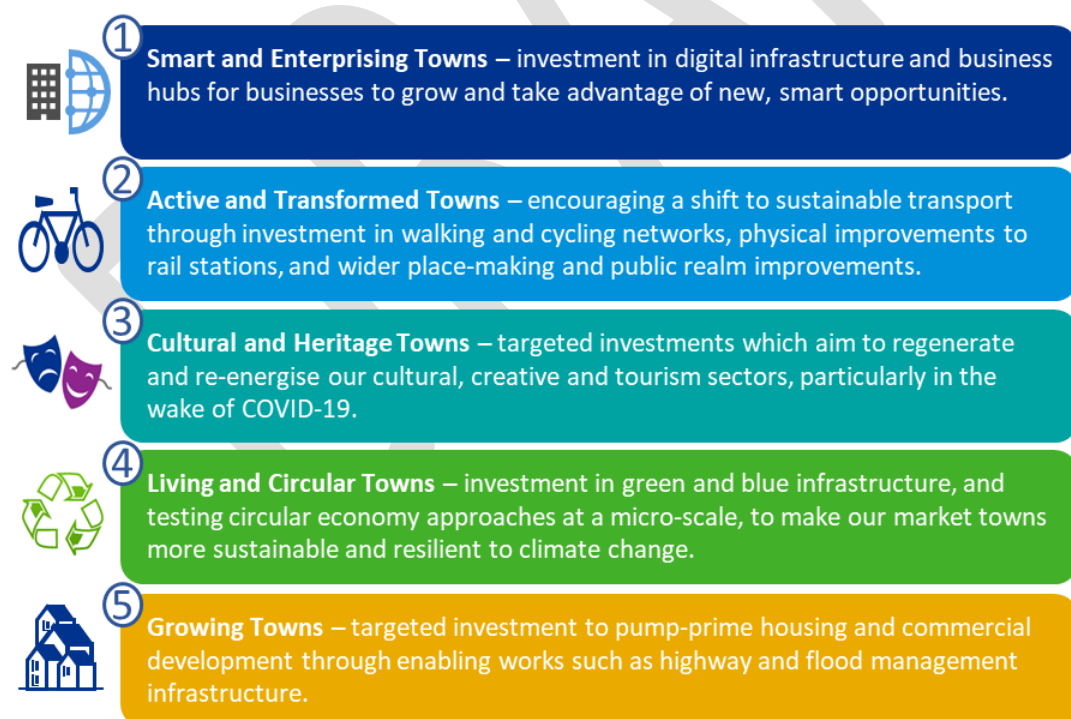 1
Smart and Enterprising Towns – investment in digital infrastructure and business
hubs for businesses to grow and take advantage of new, smart opportunities.
2
Active and Transformed Towns – encouraging a shift to sustainable transport
through investment in walking and cycling networks, physical improvements to
rail stations, and wider place-making and public realm improvements.
3
Cultural and Heritage Towns – targeted investments which aim to regenerate
and re-energise our cultural, creative and tourism sectors, particularly in the
wake of COVID-19.
4
Living and Circular Towns – investment in green and blue infrastructure, and
testing circular economy approaches at a micro-scale, to make our market towns
more sustainable and resilient to climate change.
5
Growing Towns – targeted investment to pump-prime housing and commercial
development through enabling works such as highway and flood management
infrastructure.